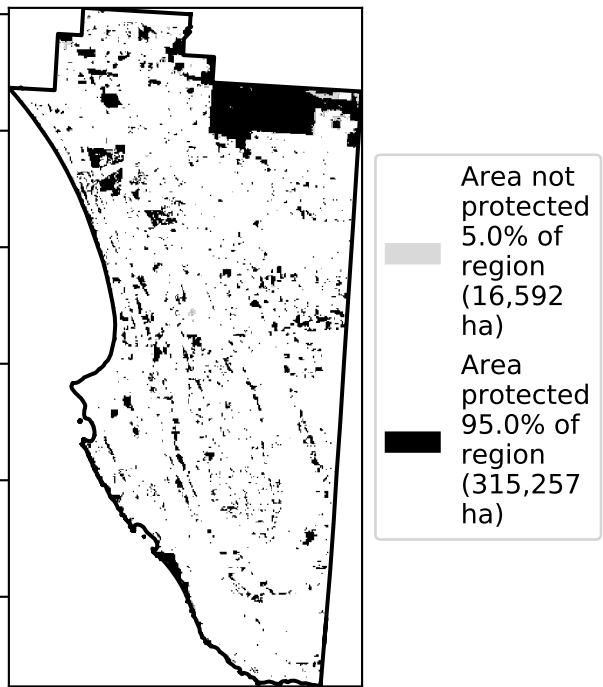 Area not
protected
5.0% of
region
(16,592
ha)
Area
protected
95.0% of
region
(315,257
ha)